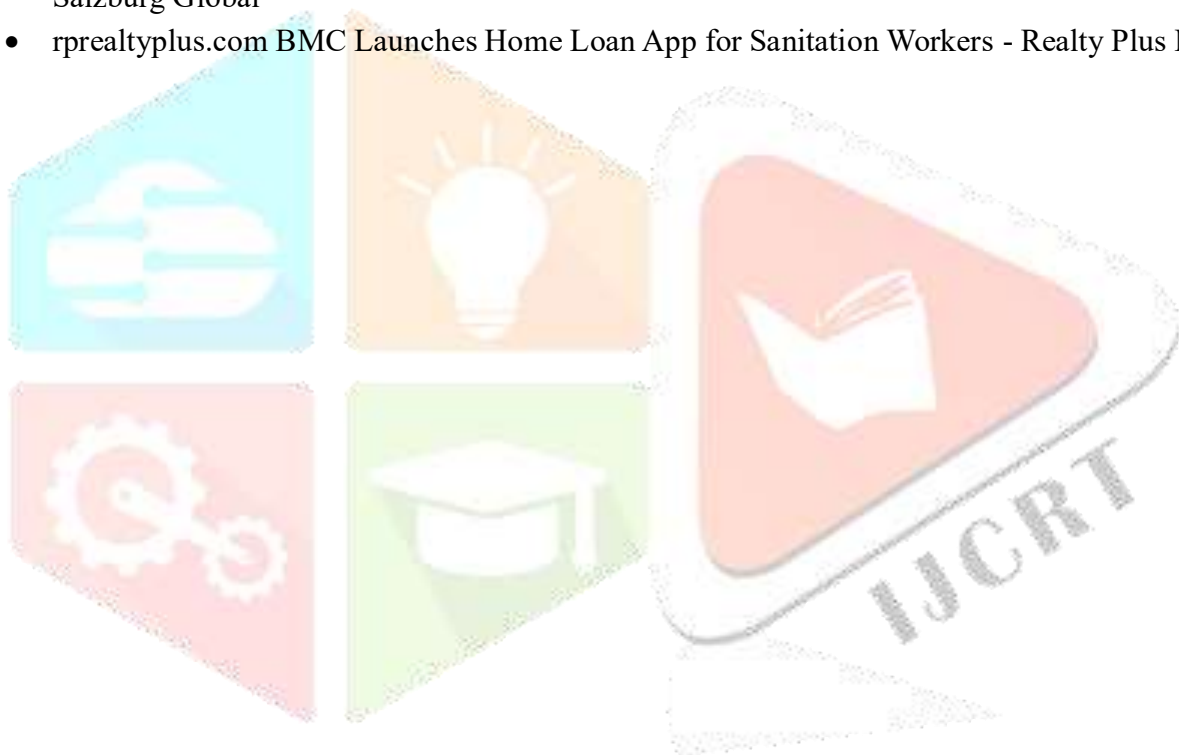 Salzburg Global
• rprealtyplus.com BMC Launches Home Loan App for Sanitation Workers - Realty Plus
IJCRT